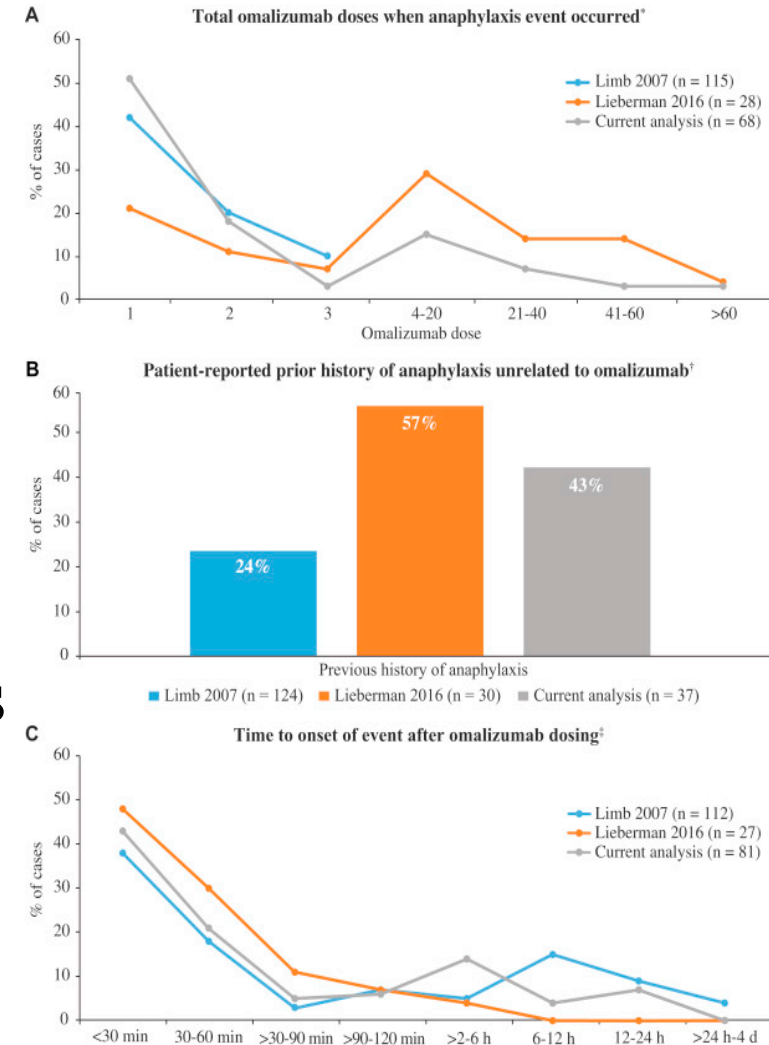 A Total omalizumab doses when anaphylaxis event occurred*
60
50
40
30
20
10
0
% of cases
Limb 2007 (n = 115)
Lieberman 2016 (n = 28)
Current analysis (n = 68)
1 2 3 4-20 21-40 41-60 >60
Omalizumab dose
B Patient-reported prior history of anaphylaxis unrelated to omalizumab†
60
50
40
30
20
10
0
% of cases
24%
57%
43%
Previous history of anaphylaxis
Limb 2007 (n = 124) Lieberman 2016 (n = 30) Current analysis (n = 37)
C Time to onset of event after omalizumab dosing‡
60
50
40
30
20
10
0
% of cases
Limb 2007 (n = 112)
Lieberman 2016 (n = 27)
Current analysis (n = 81)
<30 min 30-60 min >30-90 min >90-120 min >2-6 h 6-12 h 12-24 h >24 h-4 d